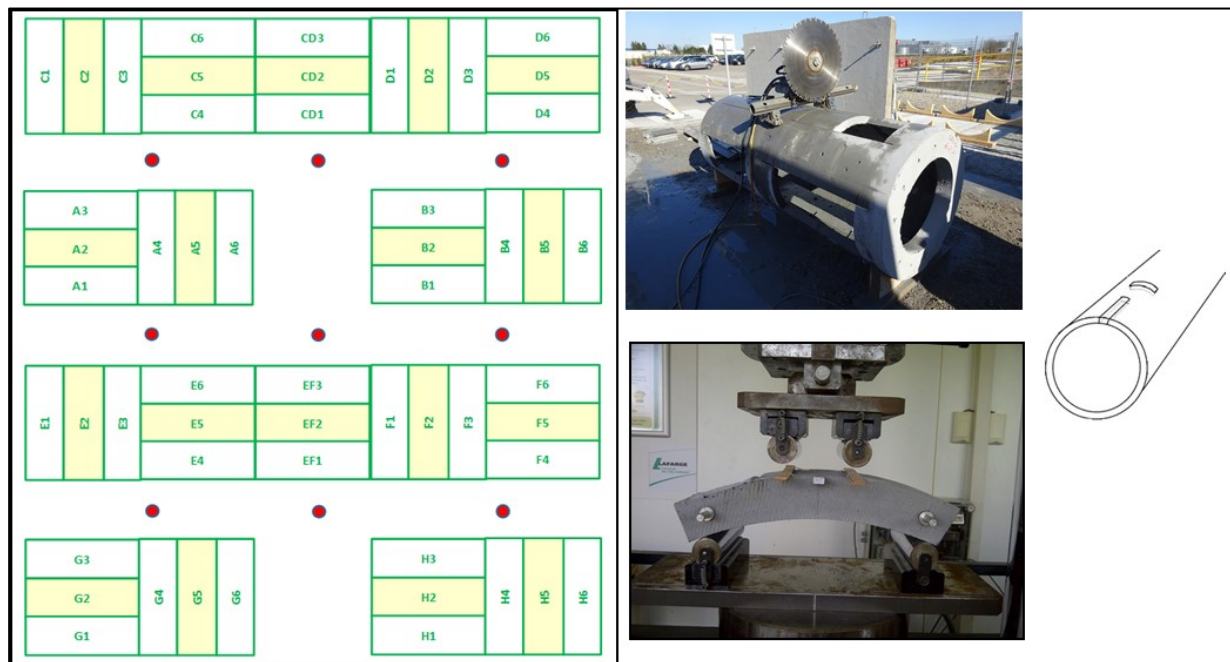 C1 C2 C3 C6 CD3 D1 D2 D3 D6
C5 CD2 D5
C4 CD1 D4
A3 A4 A5 A6 B3 B4 B5 B6
A2 B2
A1 B1
E1 E2 E3 E6 EF3 F1 F2 F3 F6
E5 EF2 F5
E4 EF1 F4
G3 G4 G5 G6 H3 H4 H5 H6
G2 H2
G1 H1
LAFARGE